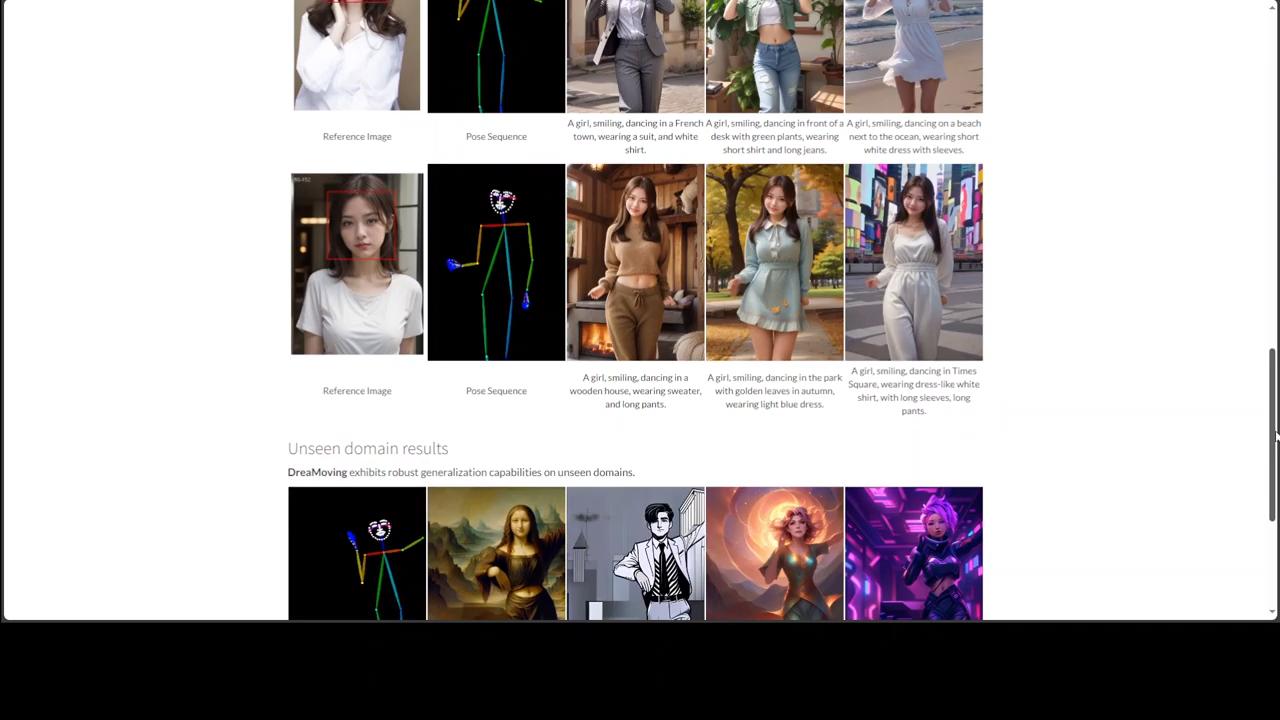 A girl, smiling, dancing in a French
town, wearing a suit, and white
shirt.
A girl, smiling, dancing in front of a
desk with green plants, wearing
short shirt and long jeans.
A girl, smiling, dancing on a beach
next to the ocean, wearing short
white dress with sleeves.
Reference Image
Pose Sequence
A girl, smiling, dancing in a
wooden house, wearing sweater,
and long pants.
A girl, smiling, dancing in the park
with golden leaves in autumn,
wearing light blue dress.
A girl, smiling, dancing in Times
Square, wearing dress-like white
shirt, with long sleeves, long
pants.
Reference Image
Pose Sequence
Unseen domain results
DreaMoving exhibits robust generalization capabilities on unseen domains.